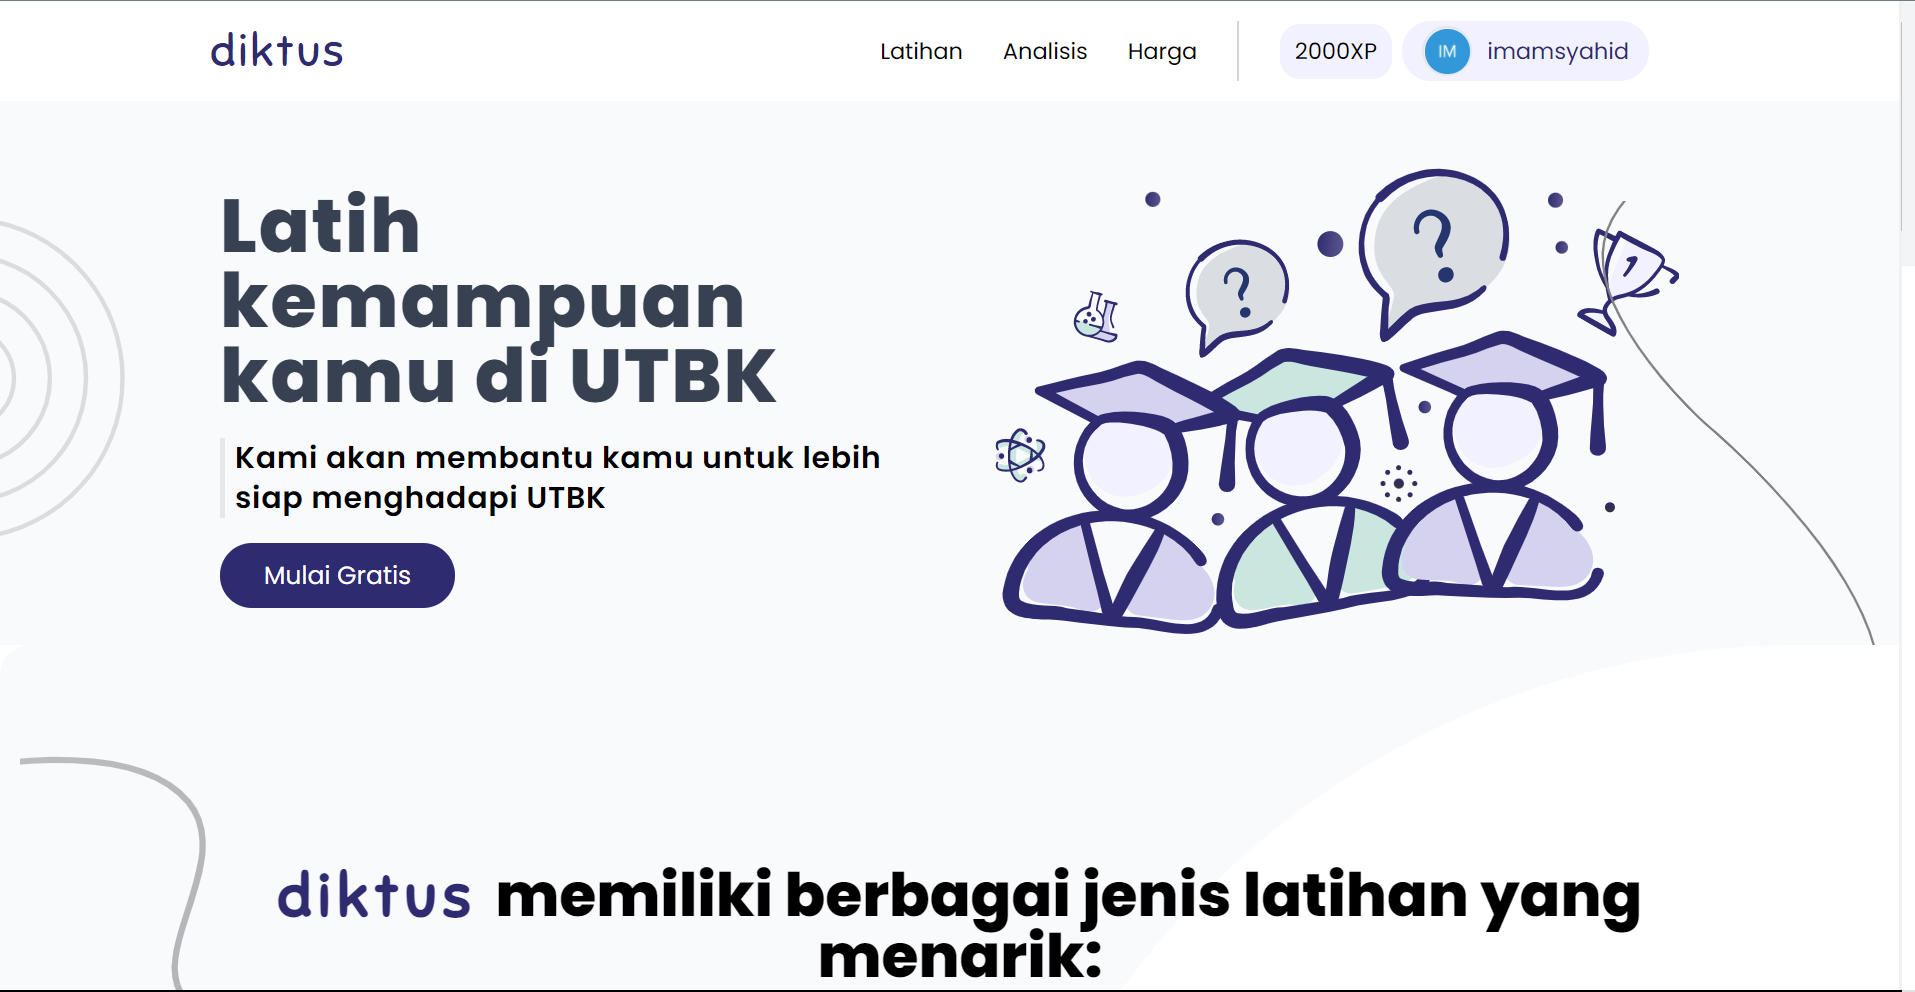 diktus
Latihan
Analisis
Harga
2000XP
IM
imamsyahid
Latih
kemampuan
kamu di UTBK
Kami akan membantu kamu untuk lebih
siap menghadapi UTBK
Mulai Gratis
?
?
1
diktus memiliki berbagai jenis latihan yang
menarik: